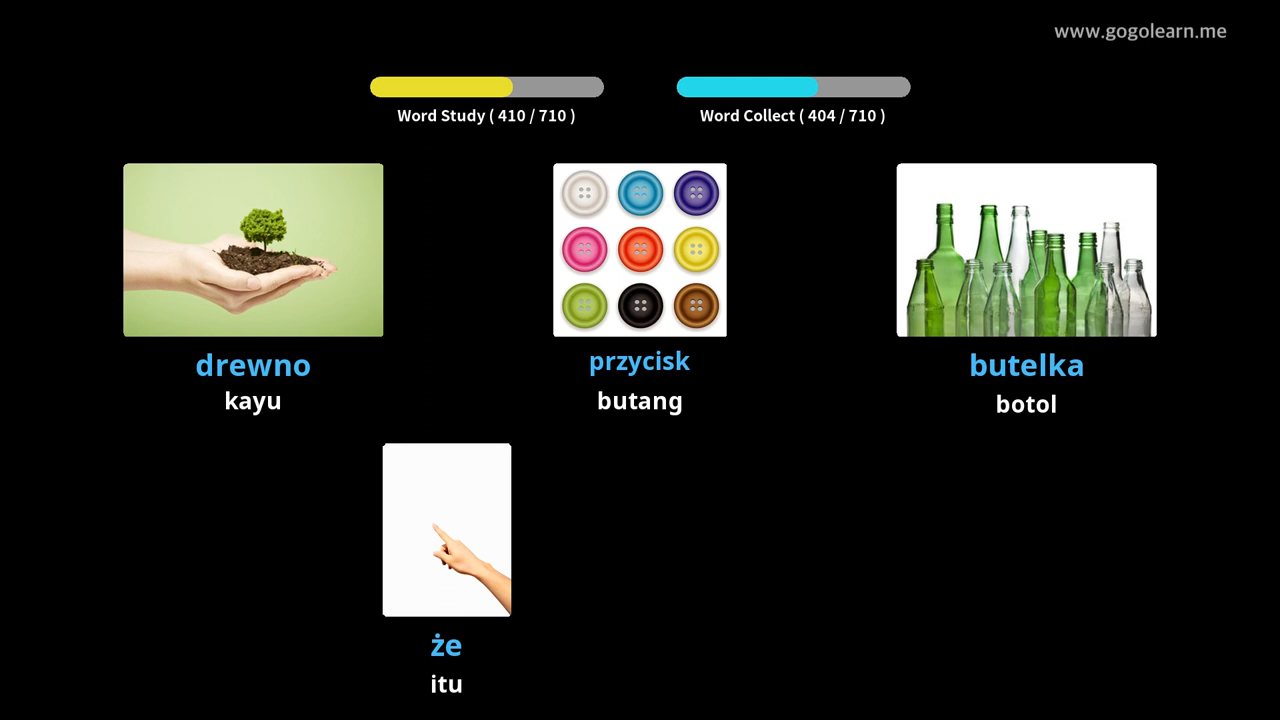 www.gogolearn.me
Word Study ( 410 / 710 )
Word Collect ( 404 / 710 )
drewno
kayu
przycisk
butang
butelka
botol
że
itu